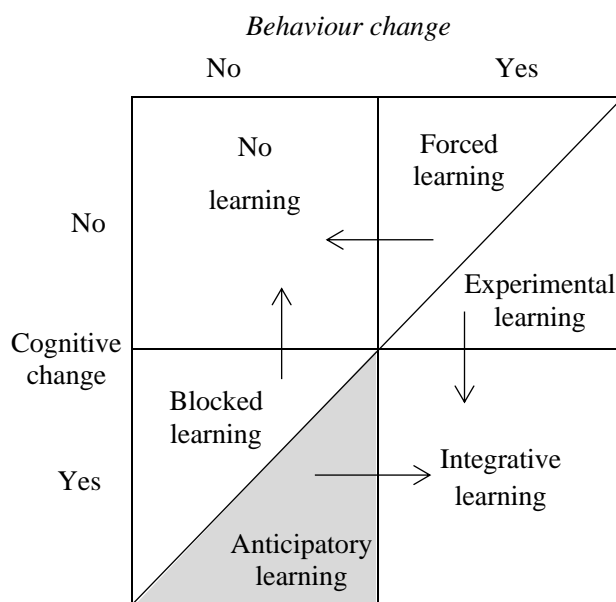 Behaviour change
No
Yes
No
learning
Forced
learning
No
Experimental
learning
Cognitive
change
Blocked
learning
Yes
Integrative
learning
Anticipatory
learning